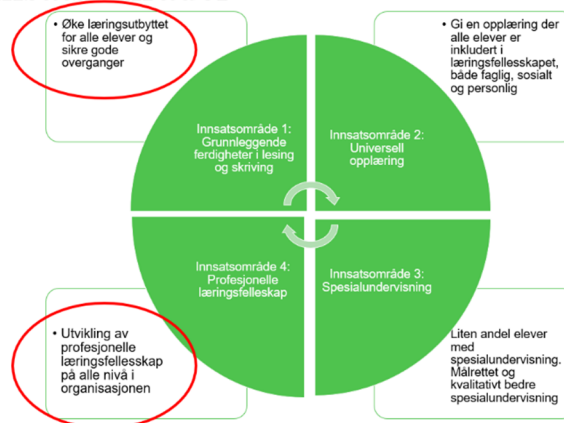 • Øke læringsutbyttet
for alle elever og
sikre gode
overganger
• Gi en opplæring der
alle elever er
inkludert i
læringsfellesskapet,
både faglig, sosialt
og personlig
Innsatsområde 1:
Grunnleggende
ferdigheter i lesing
og skriving
Innsatsområde 2:
Universell
opplæring
Innsatsområde 4:
Profesjonelle
læringsfelleskap
Innsatsområde 3:
Spesialundervisning
• Utvikling av
profesjonelle
læringsfellesskap
på alle nivå i
organisasjonen
Liten andel elever
med
spesialundervisning.
Målrettet og
kvalitativt bedre
spesialundervisning